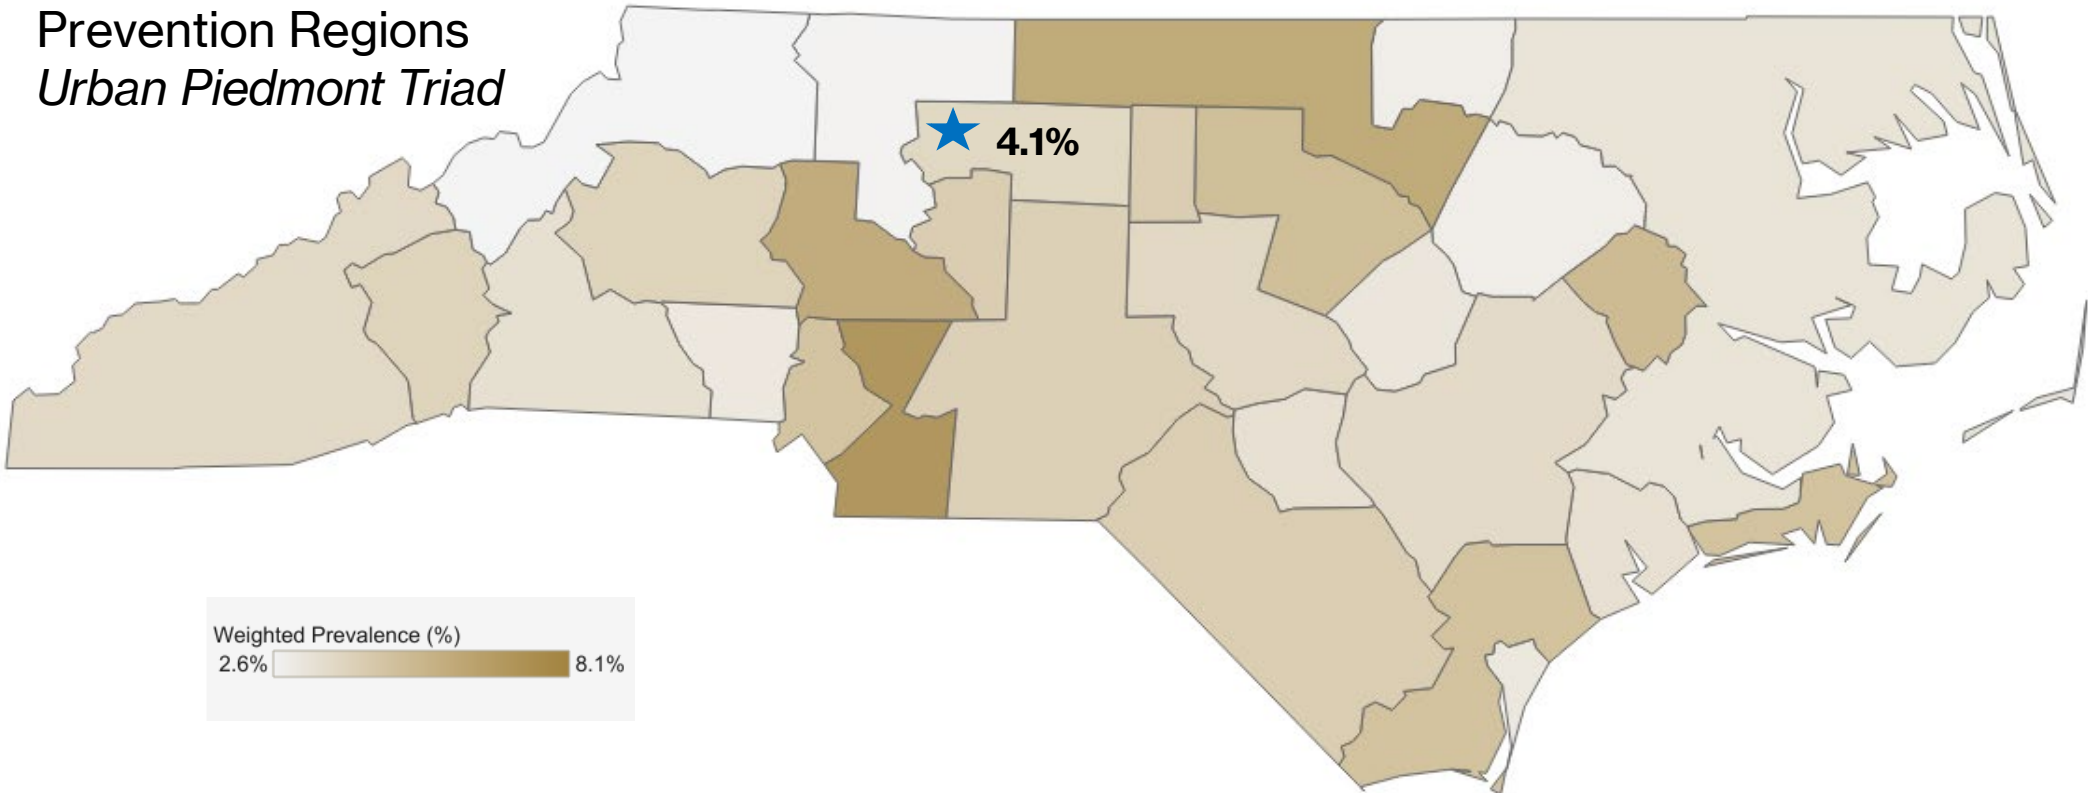 Prevention Regions
Urban Piedmont Triad
4.1%
Weighted Prevalence (%)
2.6% 8.1%